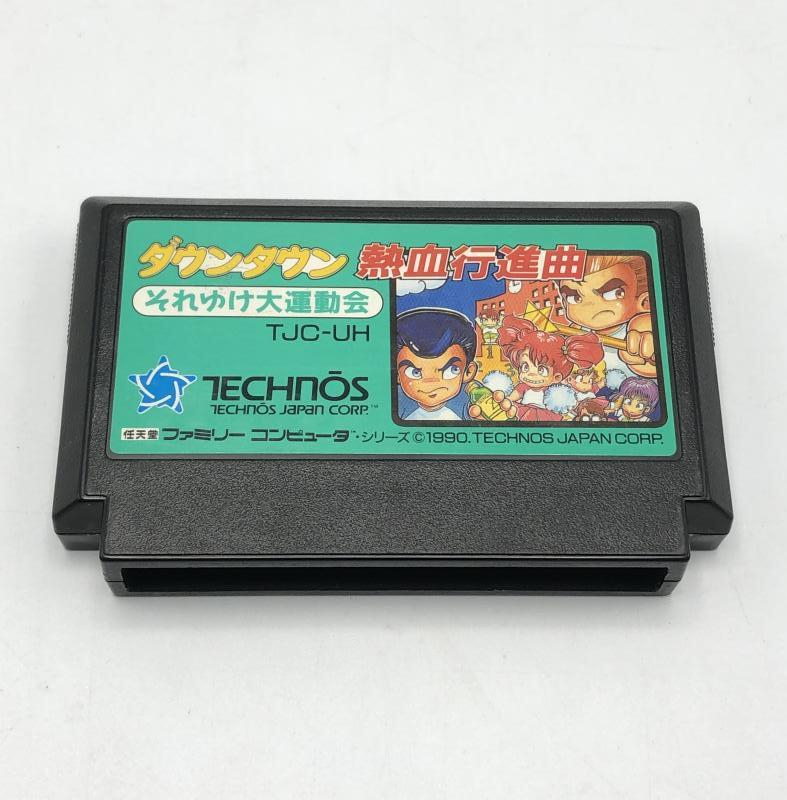 ダウンタウン 熱血行進曲
それゆけ大運動会
TJC-UH
TECHNŌS
TECHNŌS JAPAN CORP.™
任天堂 ファミリー コンピュータ™・シリーズ ©1990. TECHNOS JAPAN CORP.